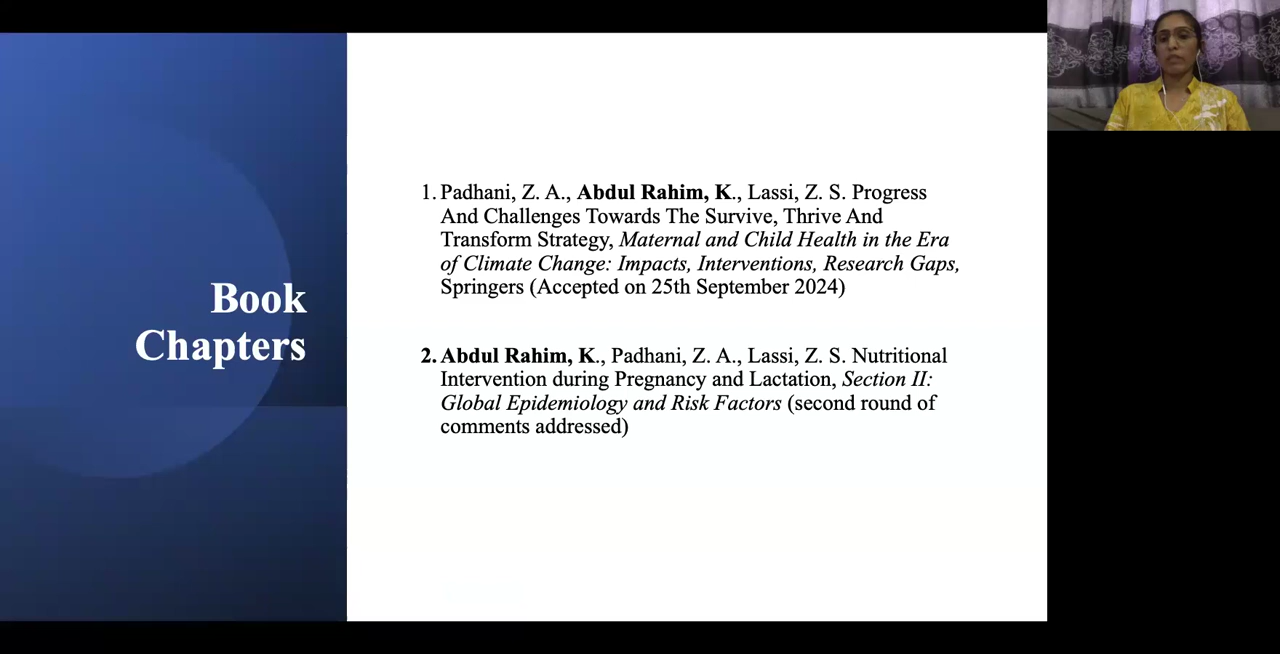 Book
Chapters
1. Padhani, Z. A., Abdul Rahim, K., Lassi, Z. S. Progress
And Challenges Towards The Survive, Thrive And
Transform Strategy, Maternal and Child Health in the Era
of Climate Change: Impacts, Interventions, Research Gaps,
Springers (Accepted on 25th September 2024)
2. Abdul Rahim, K., Padhani, Z. A., Lassi, Z. S. Nutritional
Intervention during Pregnancy and Lactation, Section II:
Global Epidemiology and Risk Factors (second round of
comments addressed)